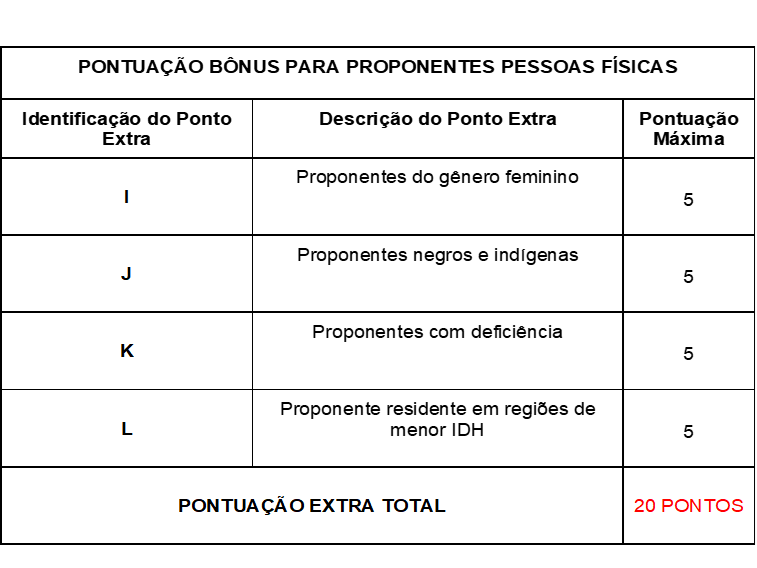 PONTUAÇÃO BÔNUS PARA PROPONENTES PESSOAS FÍSICAS
Identificação do Ponto
Extra
Descrição do Ponto Extra
Pontuação
Máxima
I
Proponentes do gênero feminino
5
J
Proponentes negros e indígenas
5
K
Proponentes com deficiência
5
L
Proponente residente em regiões de
menor IDH
5
PONTUAÇÃO EXTRA TOTAL
20 PONTOS